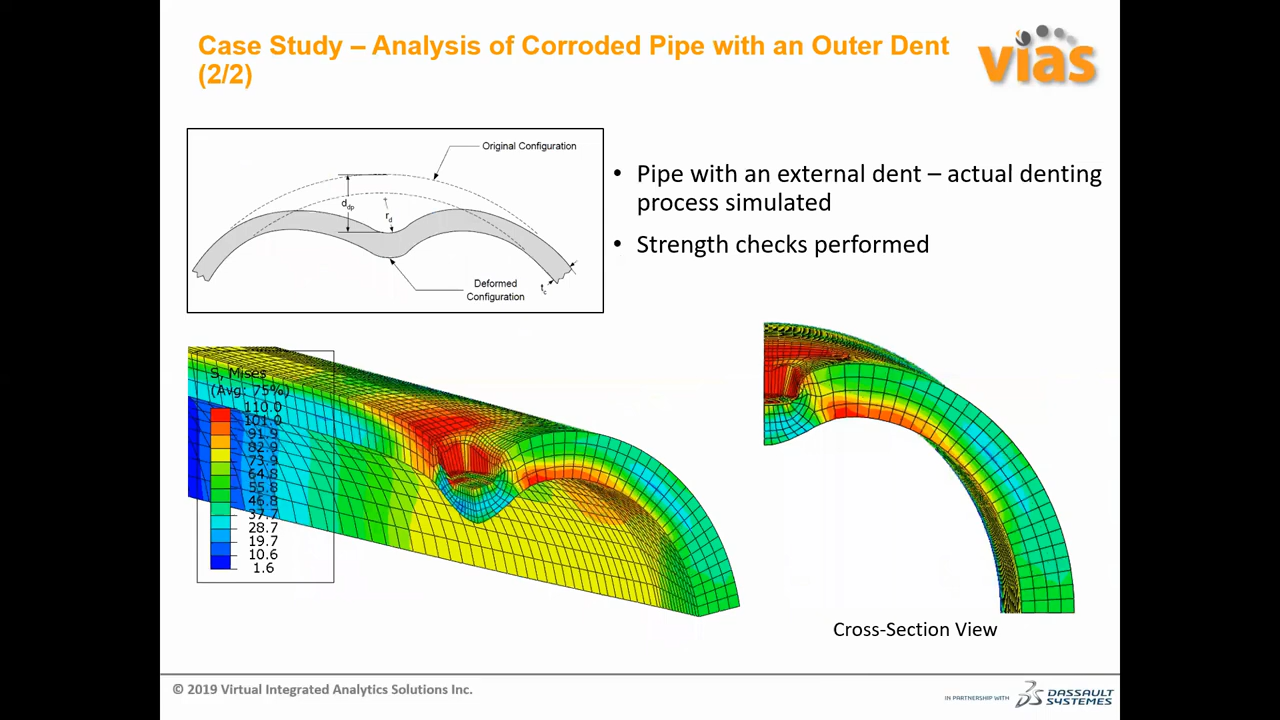 Case Study – Analysis of Corroded Pipe with an Outer Dent
(2/2)
vias
Original Configuration
d_dp
r_d
Deformed
Configuration
t_c
• Pipe with an external dent – actual denting
process simulated
• Strength checks performed
S, Mises
(Avg: 75%)
110.0
101.0
91.9
82.9
73.9
64.8
55.8
46.8
37.7
28.7
19.7
10.6
1.6
Cross-Section View
© 2019 Virtual Integrated Analytics Solutions Inc.
IN PARTNERSHIP WITH
DASSAULT
SYSTEMES